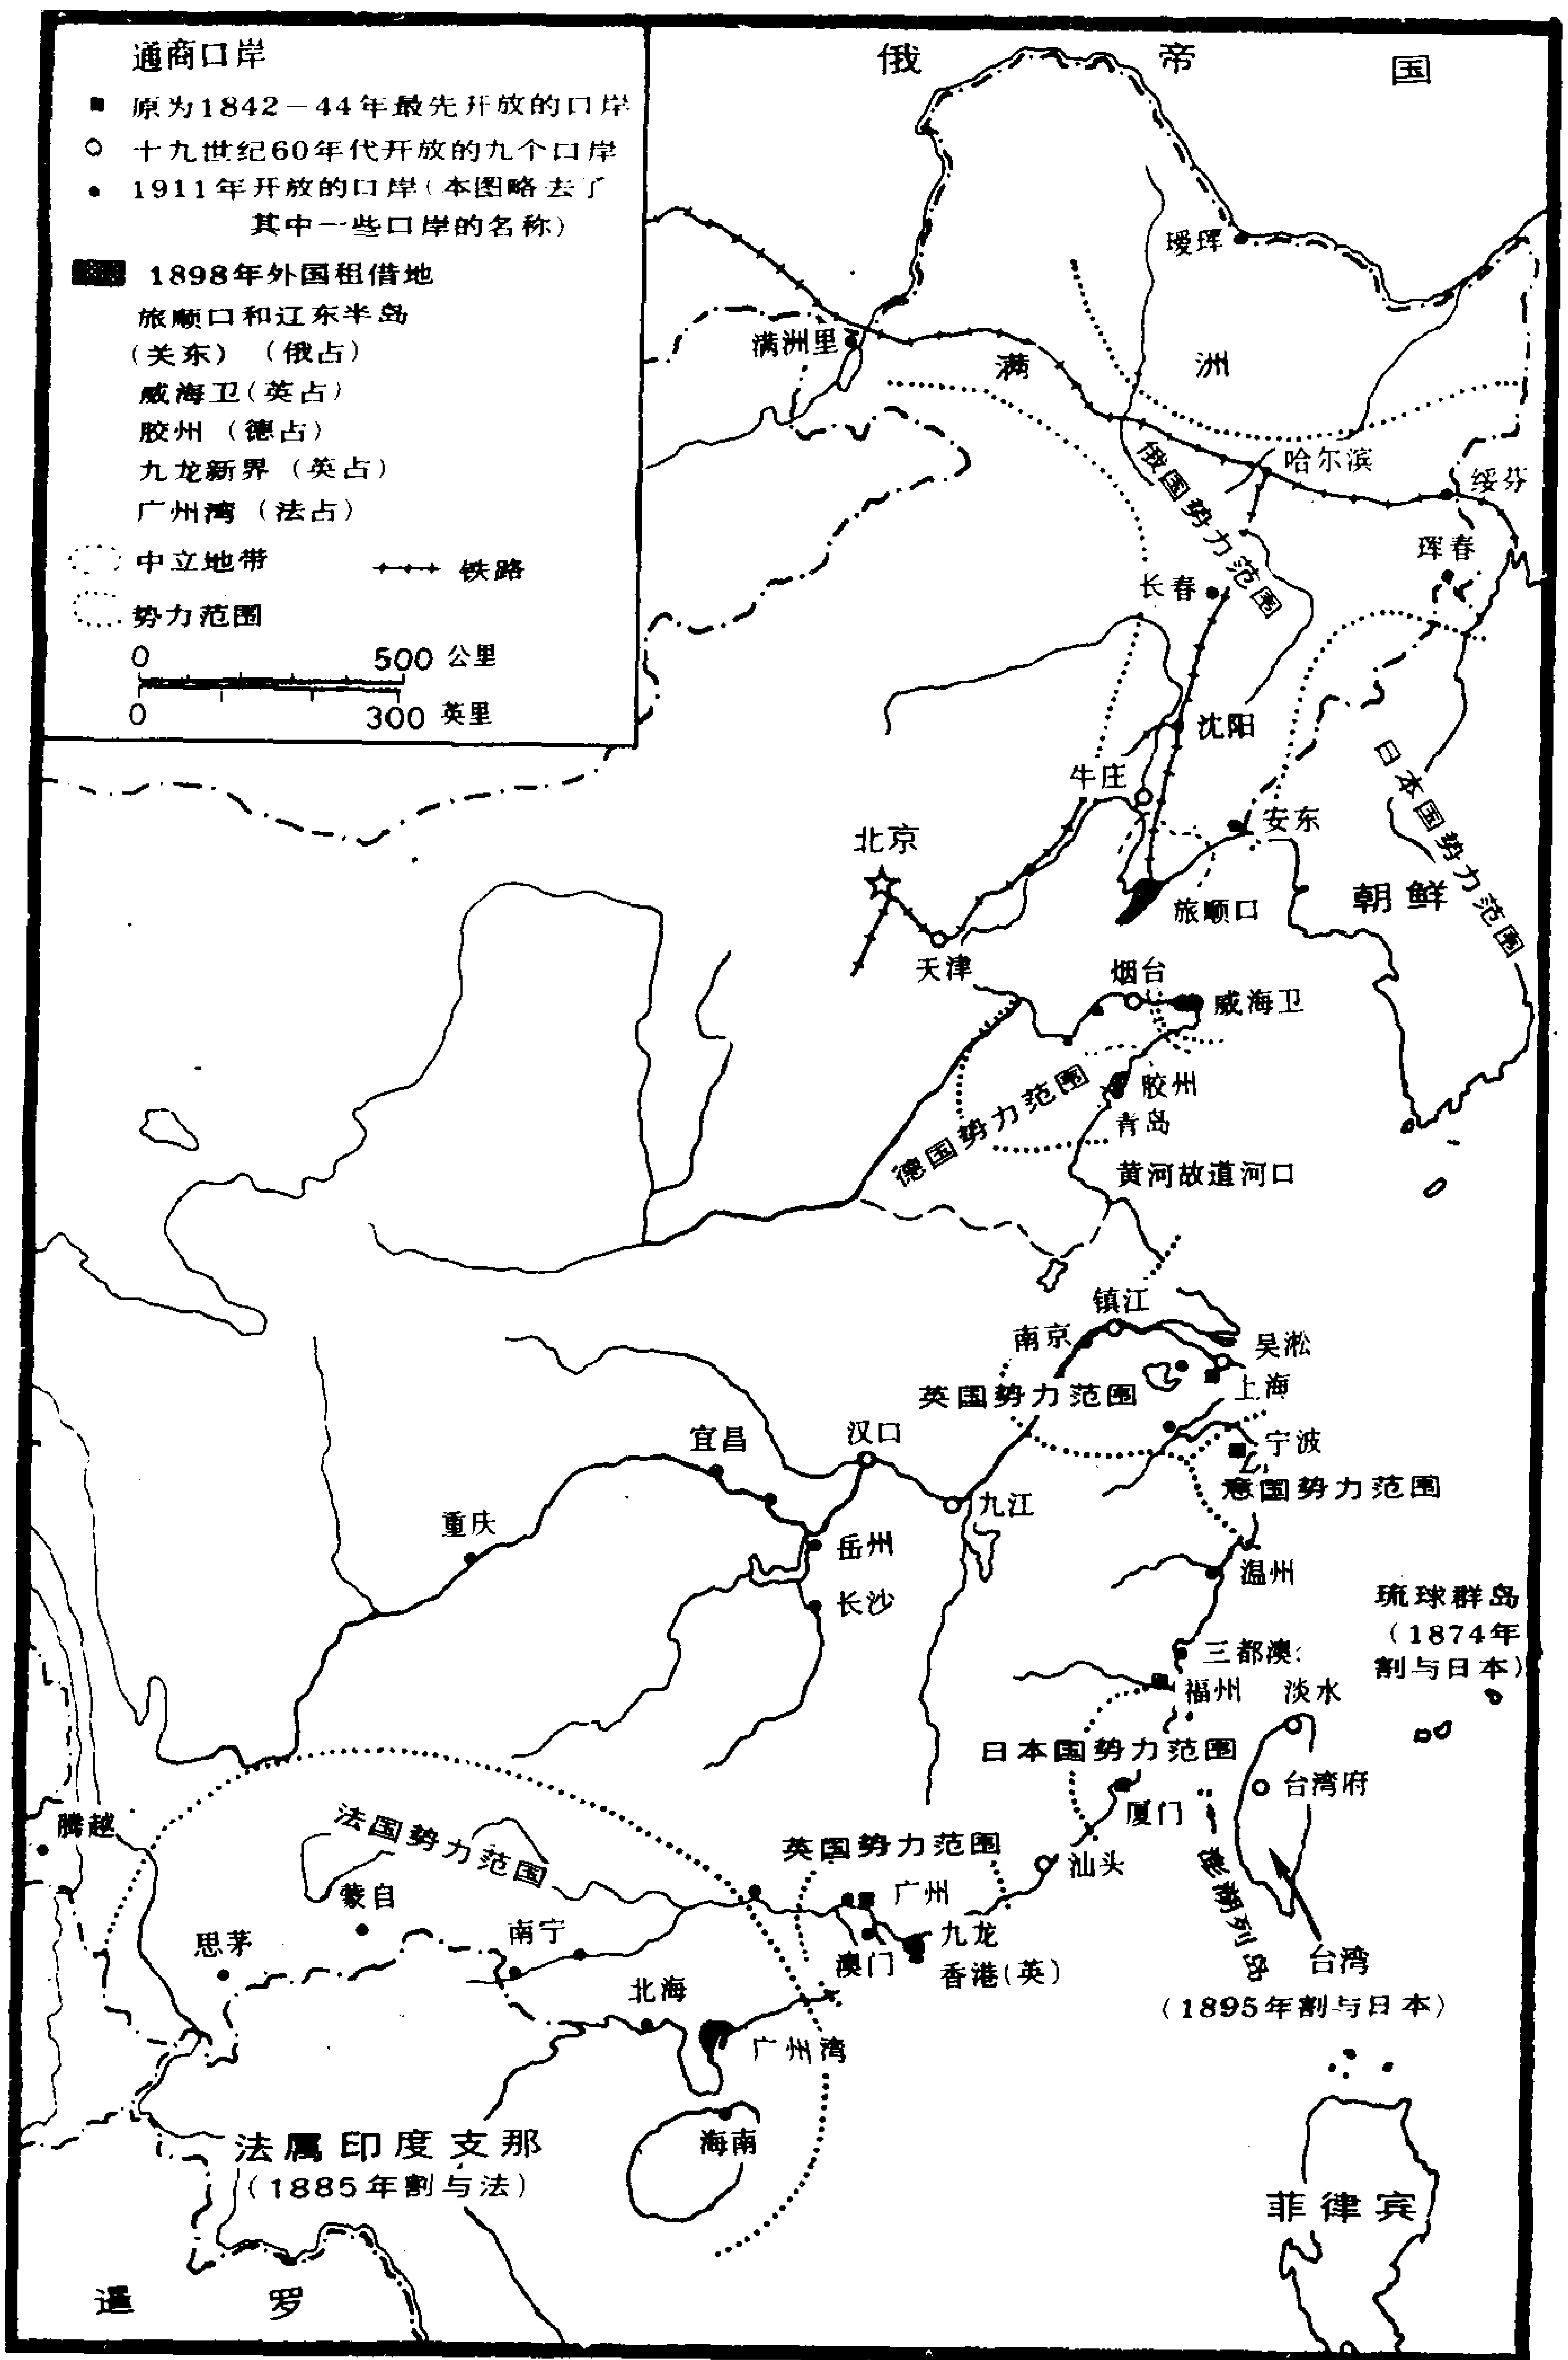 通商口岸
原为1842－44年最先开放的口岸
十九世纪60年代开放的九个口岸
1911年开放的口岸（本图略去了
其中一些口岸的名称）
1898年外国租借地
旅顺口和辽东半岛
（关东）（俄占）
威海卫（英占）
胶州（德占）
九龙新界（英占）
广州湾（法占）
中立地带
铁路
势力范围
0 500 公里
0 300 英里
俄帝国
瑷珲
满洲里
满洲
哈尔滨
绥芬
俄国势力范围
珲春
长春
沈阳
牛庄
安东
日本国势力范围
北京
旅顺口
朝鲜
天津
烟台
威海卫
胶州
德国势力范围
青岛
黄河故道河口
镇江
南京
吴淞
上海
英国势力范围
宜昌
汉口
宁波
意国势力范围
九江
重庆
岳州
温州
长沙
琉球群岛
（1874年
割与日本）
三都澳
福州
淡水
日本国势力范围
台湾府
厦门
腾越
法国势力范围
英国势力范围
汕头
澎湖列岛
蒙自
广州
思茅
南宁
九龙
澳门
香港(英)
台湾
（1895年割与日本）
北海
广州湾
法属印度支那
（1885年割与法）
海南
菲律宾
暹罗